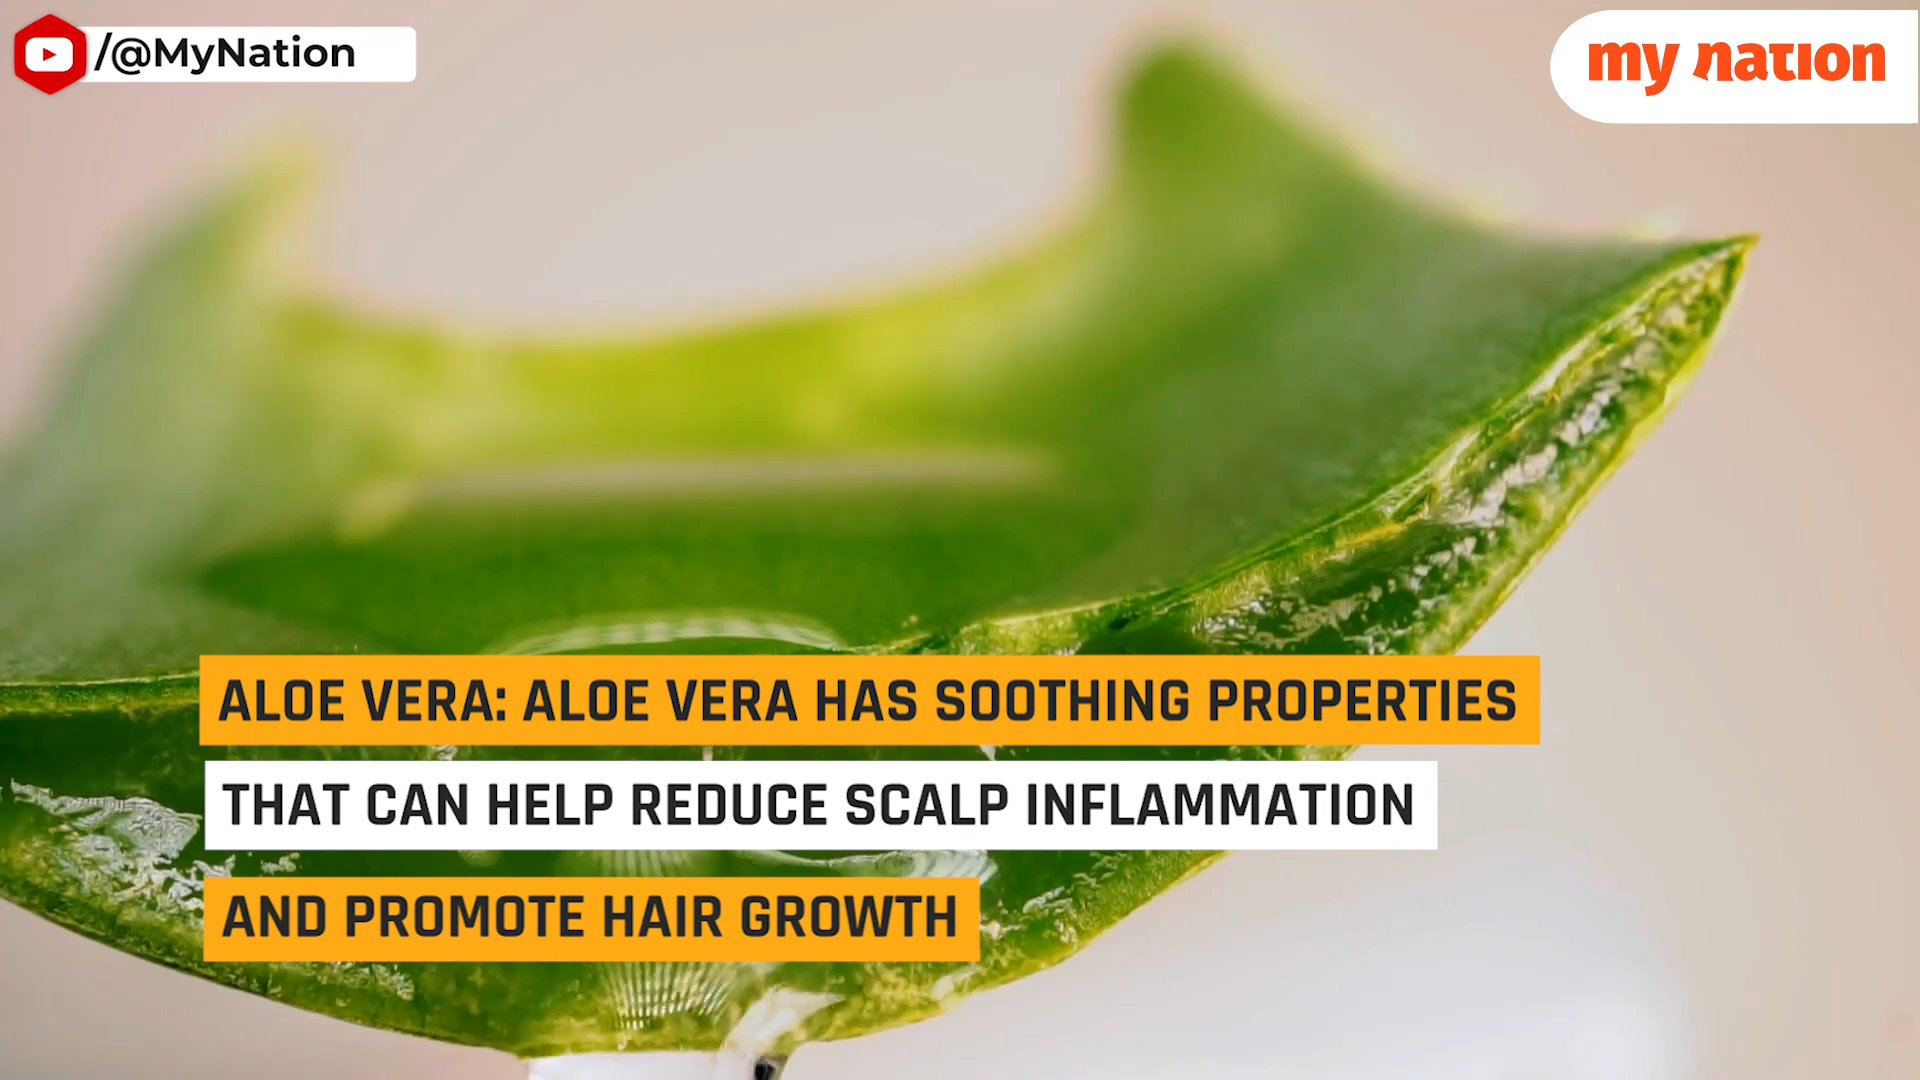 /@MyNation
my nation
ALOE VERA: ALOE VERA HAS SOOTHING PROPERTIES
THAT CAN HELP REDUCE SCALP INFLAMMATION
AND PROMOTE HAIR GROWTH